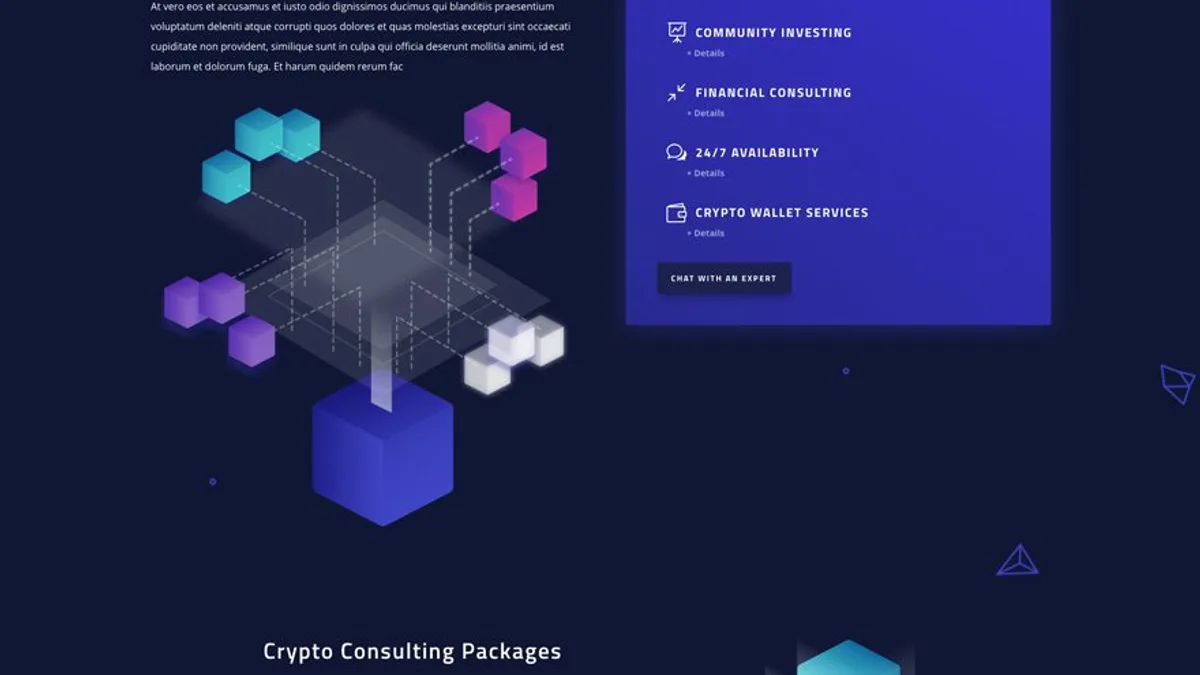 At vero eos et accusamus et iusto odio dignissimos ducimus qui blanditiis praesentium
voluptatum deleniti atque corrupti quos dolores et quas molestias excepturi sint occaecati
cupiditate non provident, similique sunt in culpa qui officia deserunt mollitia animi, id est
laborum et dolorum fuga. Et harum quidem rerum fac
COMMUNITY INVESTING
+ Details
FINANCIAL CONSULTING
+ Details
24/7 AVAILABILITY
+ Details
CRYPTO WALLET SERVICES
+ Details
CHAT WITH AN EXPERT
Crypto Consulting Packages